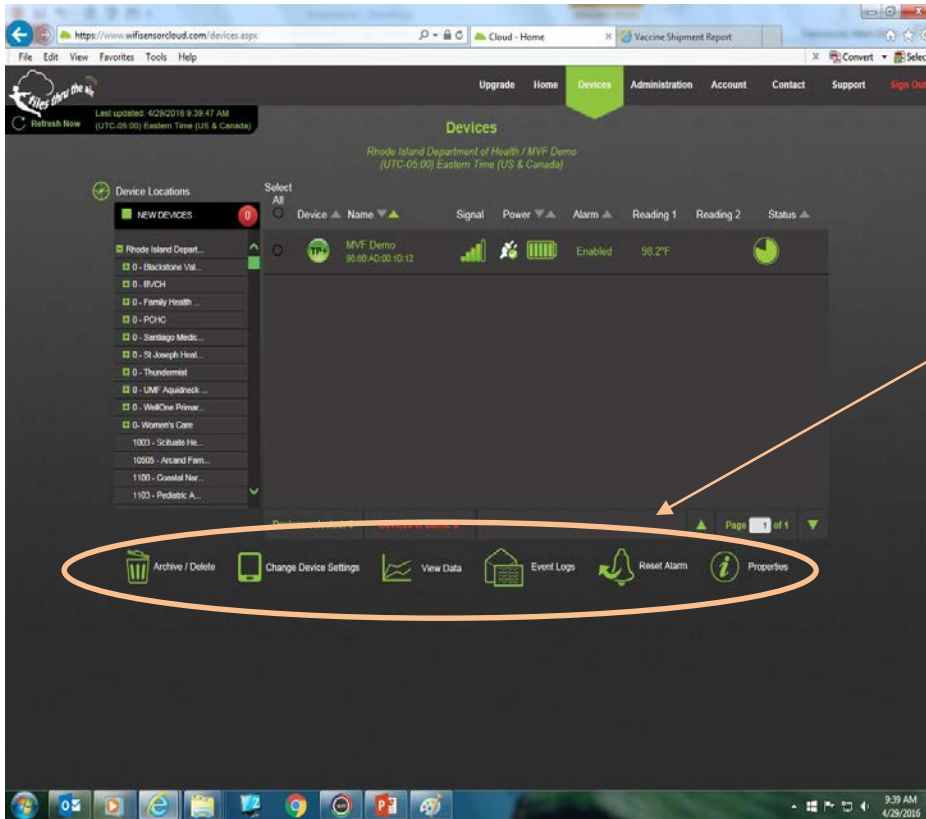 https://www.wifisensorcloud.com/devices.aspx
Cloud - Home
Vaccine Shipment Report
File Edit View Favorites Tools Help
Convert
Selec
Files thru the air
Upgrade Home Devices Administration Account Contact Support Sign Out
Refresh Now
Last updated: 4/29/2016 9:39:47 AM
(UTC-05:00) Eastern Time (US & Canada)
Devices
Rhode Island Department of Health / MVF Demo
(UTC-05:00) Eastern Time (US & Canada)
Device Locations
NEW DEVICES 0
Rhode Island Depart...
0 - Blackstone Val...
0 - BVCH
0 - Family Health ...
0 - PCHC
0 - Santiago Medic...
0 - St Joseph Heal...
0 - Thundermist
0 - UMF Aquidneck ...
0 - WellOne Primar...
0- Women's Care
1003 - Scituate He...
10505 - Arcand Fam...
1100 - Coastal Nar...
1103 - Pediatric A...
Select
All
Device Name Signal Power Alarm Reading 1 Reading 2 Status
TP+ MVF Demo Enabled 98.2°F
Page 1 of 1
Archive / Delete Change Device Settings View Data Event Logs Reset Alarm Properties
9:39 AM
4/29/2016